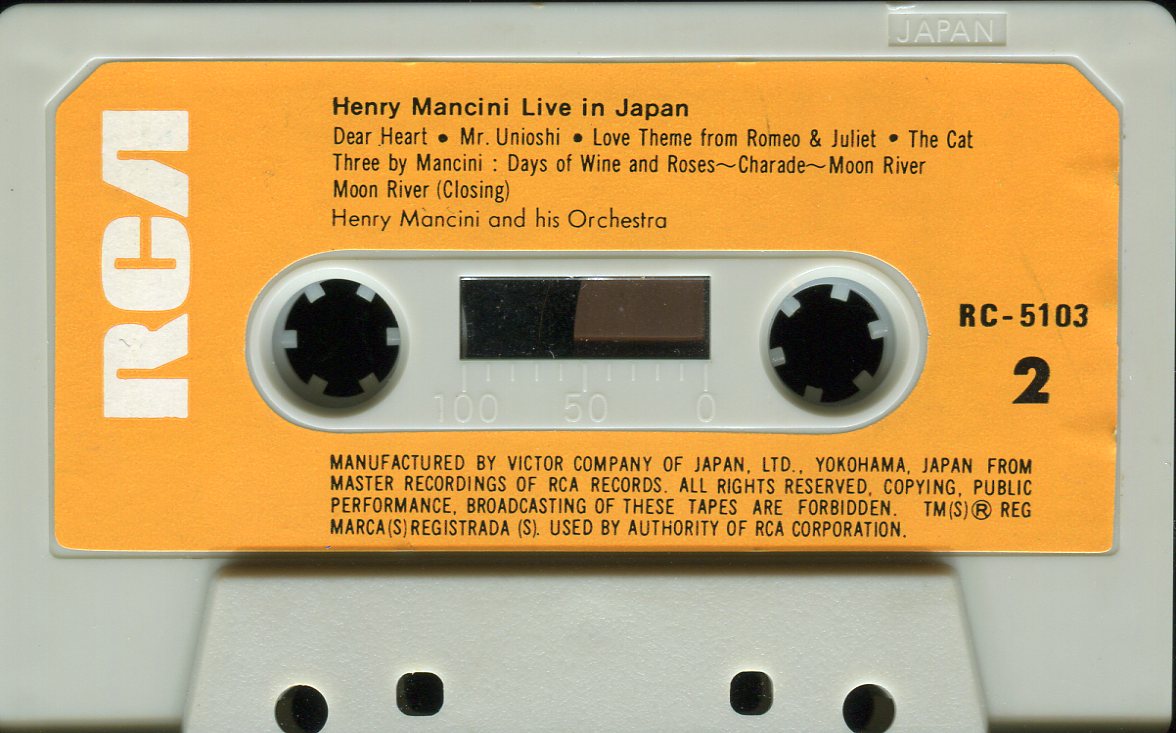 JAPAN
RCA
Henry Mancini Live in Japan
Dear Heart • Mr. Unioshi • Love Theme from Romeo & Juliet • The Cat
Three by Mancini : Days of Wine and Roses~Charade~Moon River
Moon River (Closing)
Henry Mancini and his Orchestra
RC-5103
2
100 50 0
MANUFACTURED BY VICTOR COMPANY OF JAPAN, LTD., YOKOHAMA, JAPAN FROM
MASTER RECORDINGS OF RCA RECORDS. ALL RIGHTS RESERVED, COPYING, PUBLIC
PERFORMANCE, BROADCASTING OF THESE TAPES ARE FORBIDDEN. TM(S)® REG
MARCA(S) REGISTRADA (S). USED BY AUTHORITY OF RCA CORPORATION.